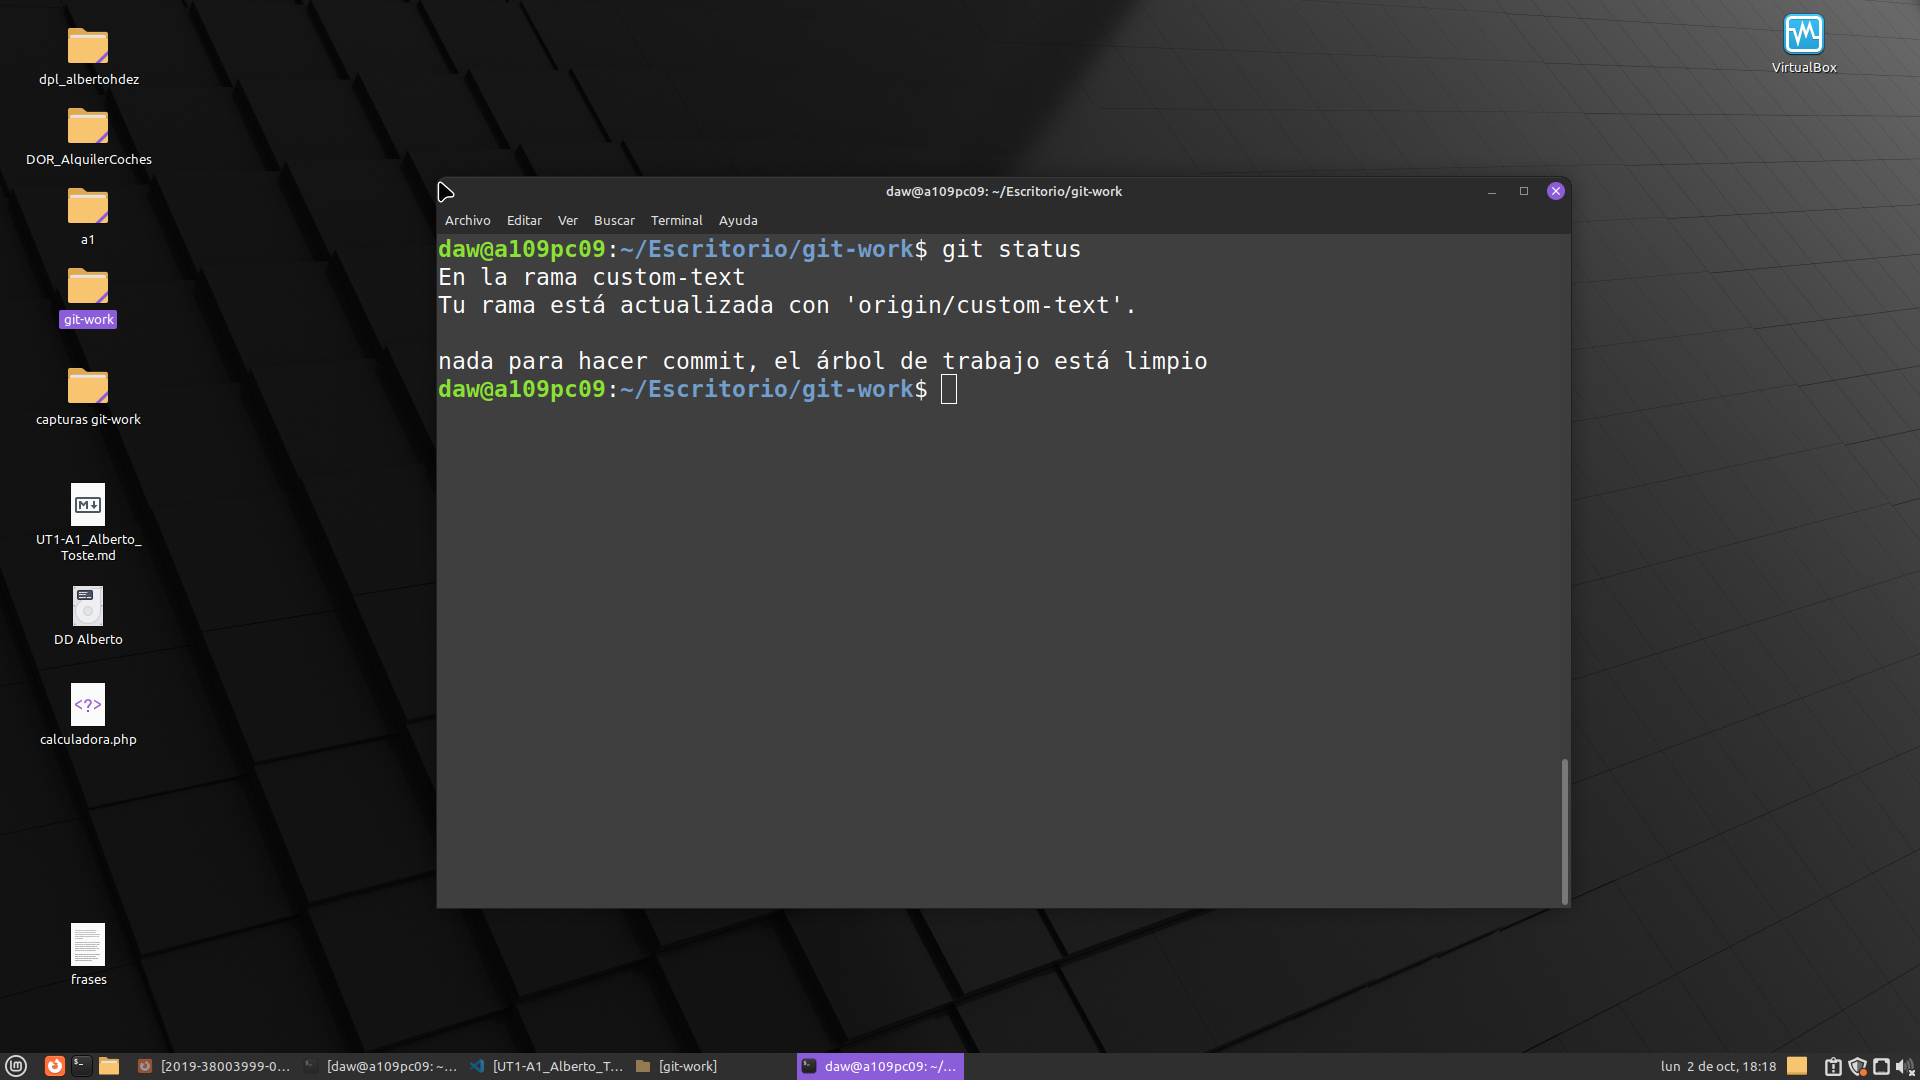 dpl_albertohdez
DOR_AlquilerCoches
a1
git-work
capturas git-work
UT1-A1_Alberto_
Toste.md
DD Alberto
calculadora.php
frases
VirtualBox
daw@a109pc09: ~/Escritorio/git-work
Archivo Editar Ver Buscar Terminal Ayuda
daw@a109pc09:~/Escritorio/git-work$ git status
En la rama custom-text
Tu rama está actualizada con 'origin/custom-text'.
nada para hacer commit, el árbol de trabajo está limpio
daw@a109pc09:~/Escritorio/git-work$
[2019-38003999-0... [daw@a109pc09: ~... [UT1-A1_Alberto_T... [git-work] daw@a109pc09: ~/... lun 2 de oct, 18:18